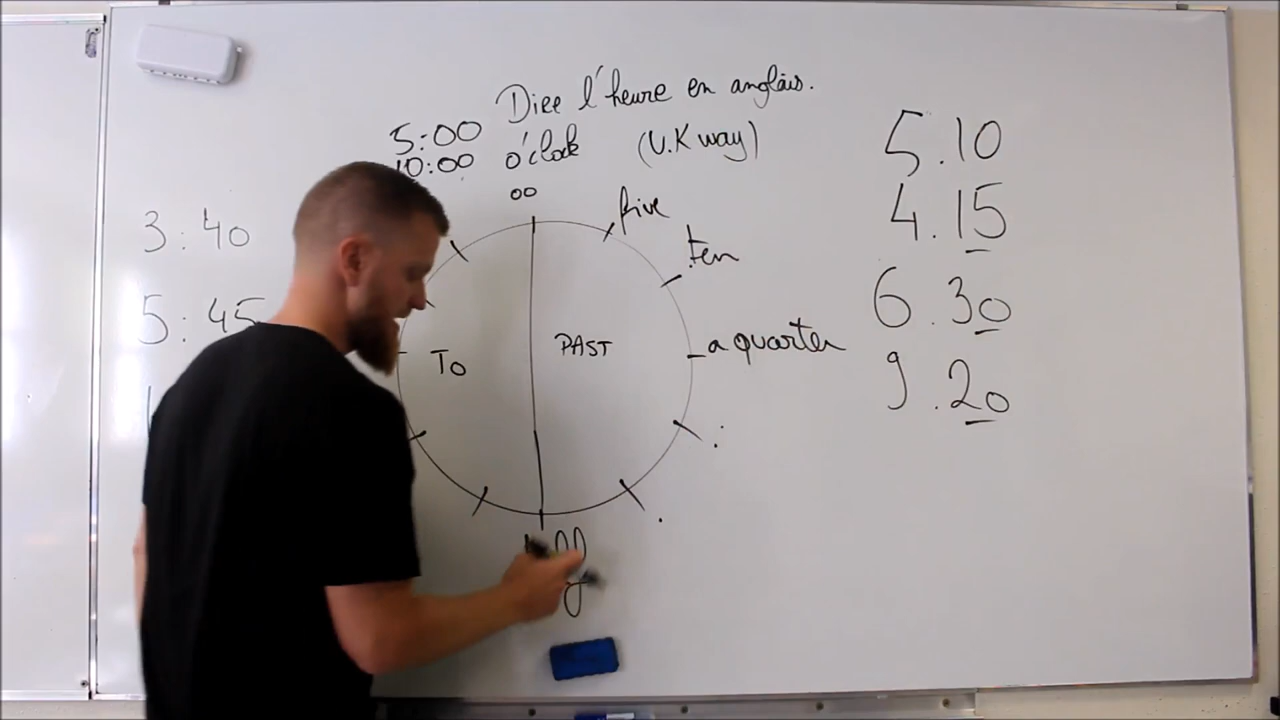 Dire l'heure en anglais.
5:00
10:00 o'clock (U.K way)
00
five
ten
a quarter
To PAST
3:40
5:45
5.10
4.15
6.30
9.20